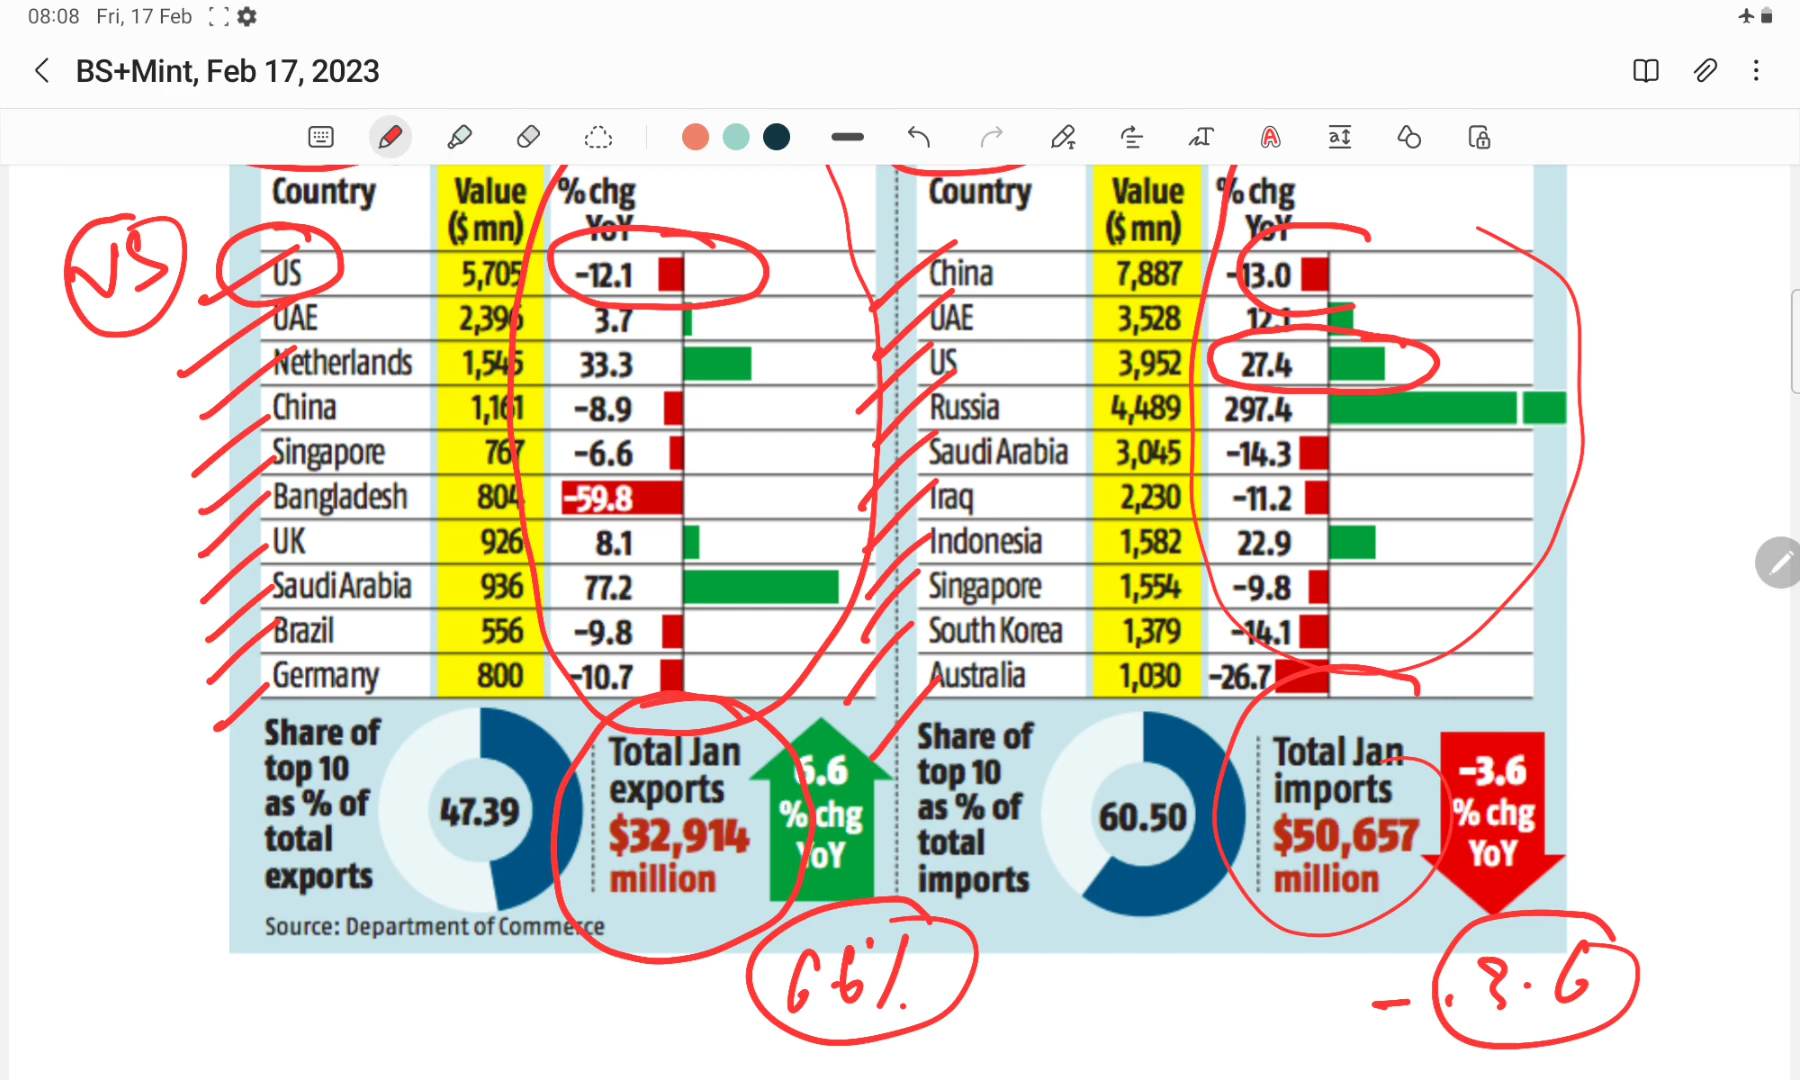 08:08 Fri, 17 Feb
BS+Mint, Feb 17, 2023
Country Value ($ mn) % chg YoY
US 5,705 -12.1
UAE 2,396 3.7
Netherlands 1,545 33.3
China 1,161 -8.9
Singapore 767 -6.6
Bangladesh 804 -59.8
UK 926 8.1
Saudi Arabia 936 77.2
Brazil 556 -9.8
Germany 800 -10.7
Share of
top 10
as % of
total
exports
47.39
Total Jan
exports
$32,914
million
6.6
% chg
YoY
Source: Department of Commerce
Country Value ($ mn) % chg YoY
China 7,887 -13.0
UAE 3,528 12.1
US 3,952 27.4
Russia 4,489 297.4
Saudi Arabia 3,045 -14.3
Iraq 2,230 -11.2
Indonesia 1,582 22.9
Singapore 1,554 -9.8
South Korea 1,379 -14.1
Australia 1,030 -26.7
Share of
top 10
as % of
total
imports
60.50
Total Jan
imports
$50,657
million
-3.6
% chg
YoY
US
6.6%
-3.6